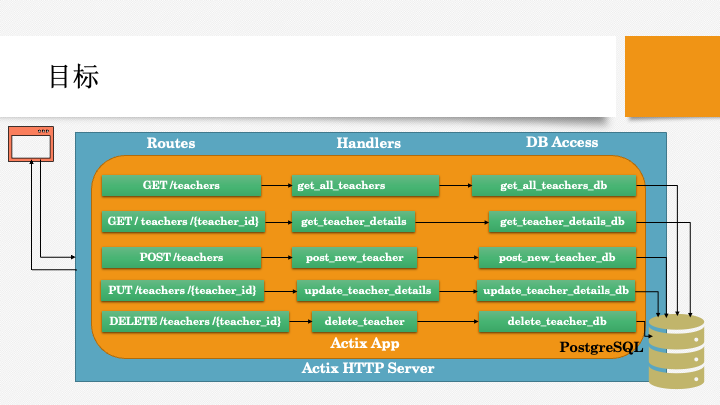 目标
Routes Handlers DB Access
GET /teachers get_all_teachers get_all_teachers_db
GET / teachers /{teacher_id} get_teacher_details get_teacher_details_db
POST /teachers post_new_teacher post_new_teacher_db
PUT /teachers /{teacher_id} update_teacher_details update_teacher_details_db
DELETE /teachers /{teacher_id} delete_teacher delete_teacher_db
Actix App
PostgreSQL
Actix HTTP Server